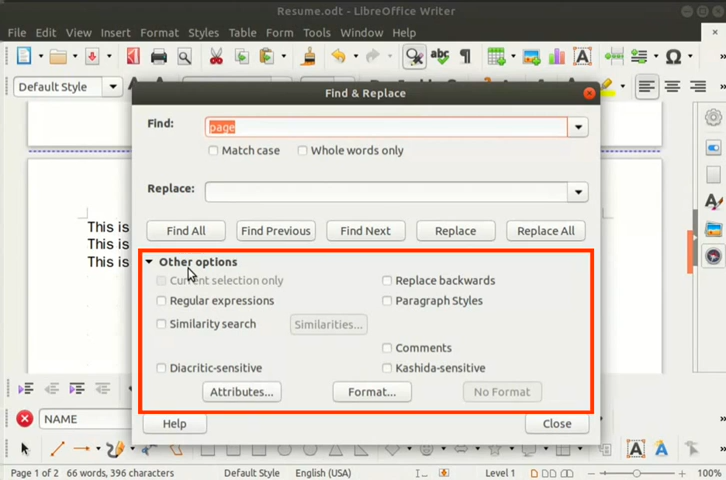 Resume.odt - LibreOffice Writer
File Edit View Insert Format Styles Table Form Tools Window Help
Default Style
Find & Replace
Find: page
Match case Whole words only
Replace:
Find All Find Previous Find Next Replace Replace All
This is
This is
This is
Other options
Current selection only Replace backwards
Regular expressions Paragraph Styles
Similarity search Similarities...
Comments
Diacritic-sensitive Kashida-sensitive
Attributes... Format... No Format
Help Close
NAME
Page 1 of 2 66 words, 396 characters Default Style English (USA) Level 1 100%